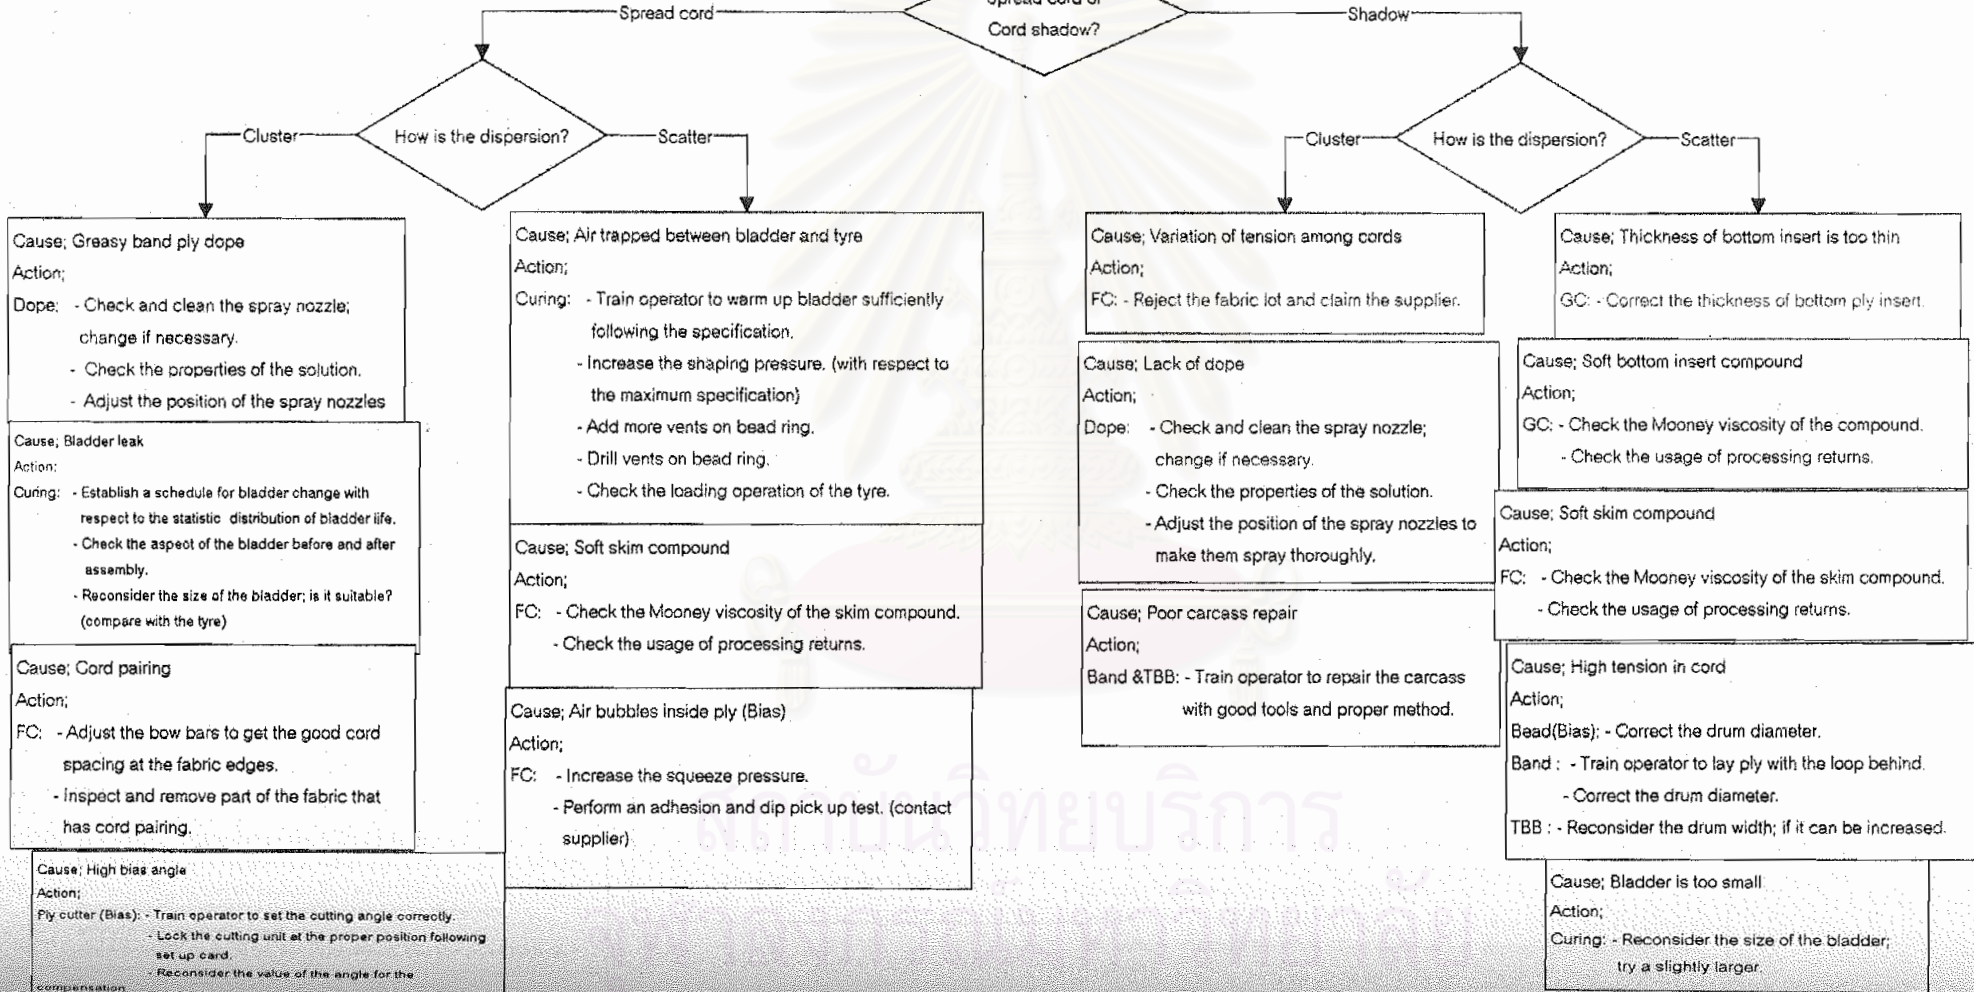 Spread cord or
Cord shadow?
Spread cord
Shadow
How is the dispersion?
Cluster
Scatter
Cause; Greasy band ply dope
Action;
Dope: - Check and clean the spray nozzle;
change if necessary.
- Check the properties of the solution.
- Adjust the position of the spray nozzles
Cause; Bladder leak
Action:
Curing: - Establish a schedule for bladder change with
respect to the statistic distribution of bladder life.
- Check the aspect of the bladder before and after
assembly.
- Reconsider the size of the bladder; is it suitable?
(compare with the tyre)
Cause; Cord pairing
Action;
FC: - Adjust the bow bars to get the good cord
spacing at the fabric edges.
- Inspect and remove part of the fabric that
has cord pairing.
Cause; High bias angle
Action;
Ply cutter (Bias): - Train operator to set the cutting angle correctly.
- Lock the cutting unit at the proper position following
set up card.
- Reconsider the value of the angle for the
compensation
Cause; Air trapped between bladder and tyre
Action;
Curing: - Train operator to warm up bladder sufficiently
following the specification.
- Increase the shaping pressure. (with respect to
the maximum specification)
- Add more vents on bead ring.
- Drill vents on bead ring.
- Check the loading operation of the tyre.
Cause; Soft skim compound
Action;
FC: - Check the Mooney viscosity of the skim compound.
- Check the usage of processing returns.
Cause; Air bubbles inside ply (Bias)
Action;
FC: - Increase the squeeze pressure.
- Perform an adhesion and dip pick up test. (contact
supplier)
How is the dispersion?
Cluster
Scatter
Cause; Variation of tension among cords
Action;
FC: - Reject the fabric lot and claim the supplier.
Cause; Lack of dope
Action;
Dope: - Check and clean the spray nozzle;
change if necessary.
- Check the properties of the solution.
- Adjust the position of the spray nozzles to
make them spray thoroughly.
Cause; Poor carcass repair
Action;
Band &TBB: - Train operator to repair the carcass
with good tools and proper method.
Cause; Thickness of bottom insert is too thin
Action;
GC: - Correct the thickness of bottom ply insert.
Cause; Soft bottom insert compound
Action;
GC: - Check the Mooney viscosity of the compound.
- Check the usage of processing returns.
Cause; Soft skim compound
Action;
FC: - Check the Mooney viscosity of the skim compound.
- Check the usage of processing returns.
Cause; High tension in cord
Action;
Bead(Bias): - Correct the drum diameter.
Band : - Train operator to lay ply with the loop behind.
- Correct the drum diameter.
TBB : - Reconsider the drum width; if it can be increased.
Cause; Bladder is too small
Action;
Curing: - Reconsider the size of the bladder;
try a slightly larger.
สถาบันวิทยบริการ